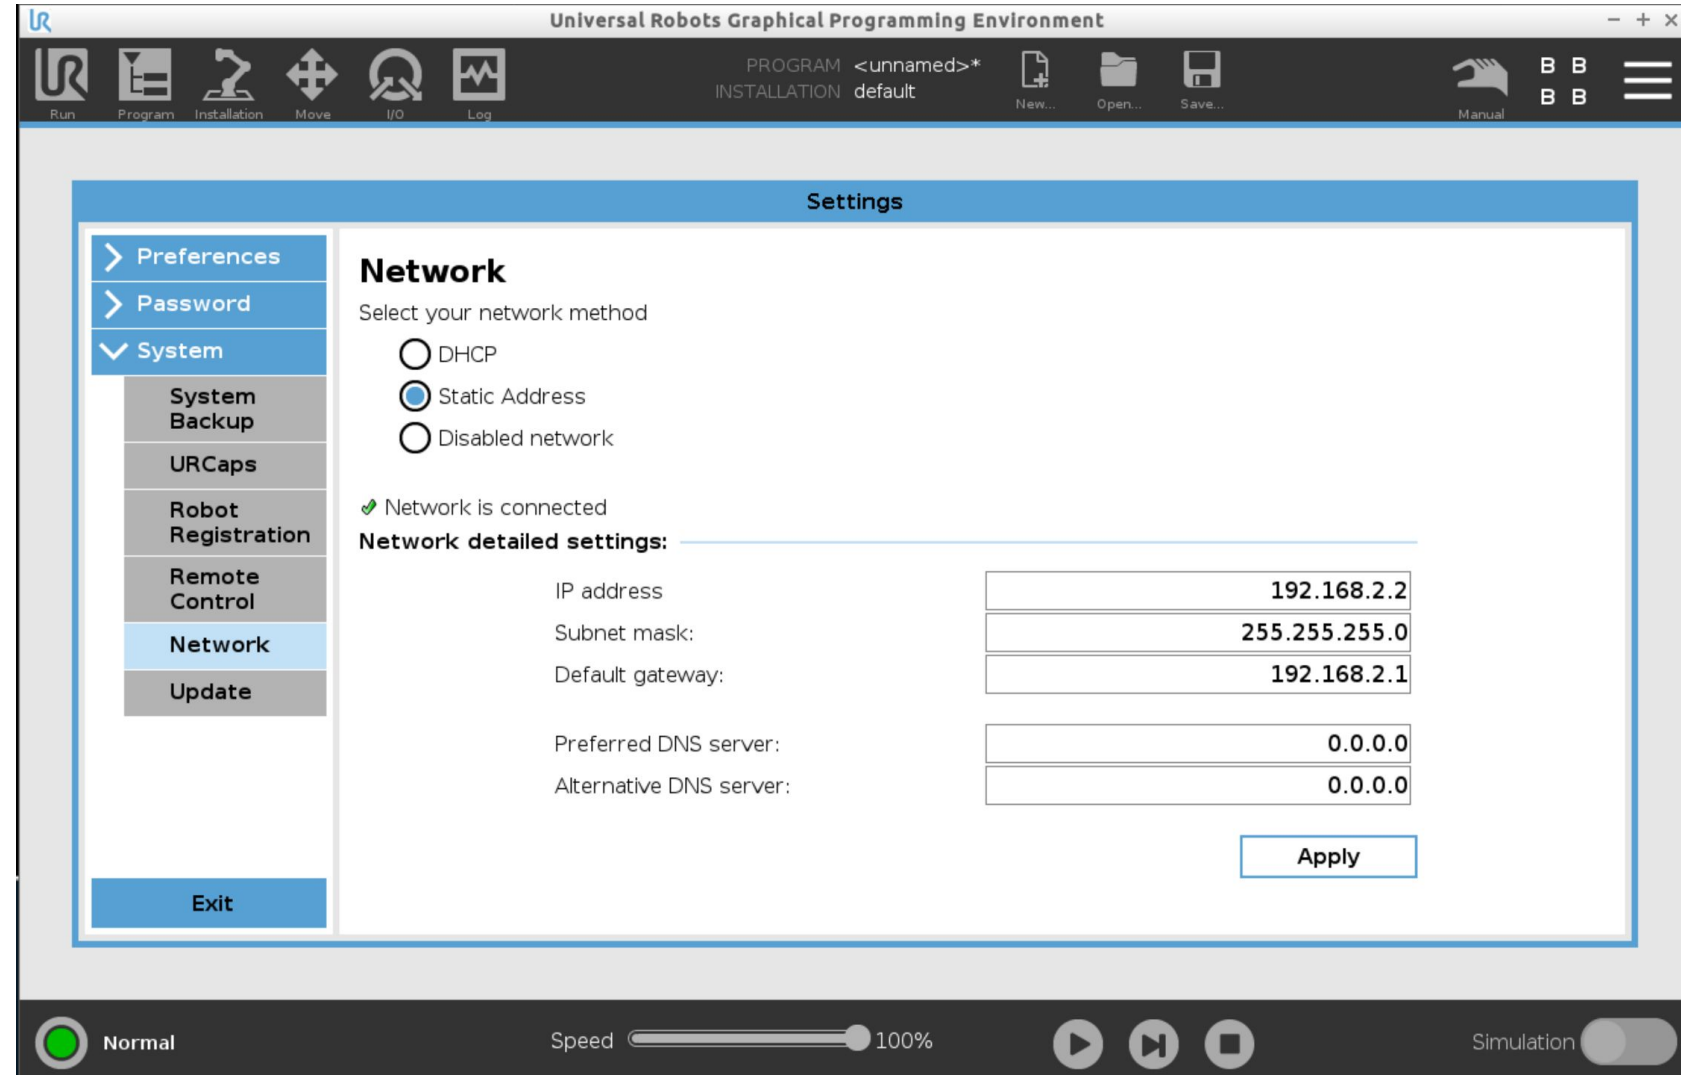 UR
Universal Robots Graphical Programming Environment
UR
Run
Program
Installation
Move
I/O
Log
PROGRAM <unnamed>*
INSTALLATION default
New...
Open...
Save...
Manual
B B
B B
Settings
Preferences
Password
System
System
Backup
URCaps
Robot
Registration
Remote
Control
Network
Update
Exit
Network
Select your network method
DHCP
Static Address
Disabled network
Network is connected
Network detailed settings:
IP address 192.168.2.2
Subnet mask: 255.255.255.0
Default gateway: 192.168.2.1
Preferred DNS server: 0.0.0.0
Alternative DNS server: 0.0.0.0
Apply
Normal
Speed 100%
Simulation